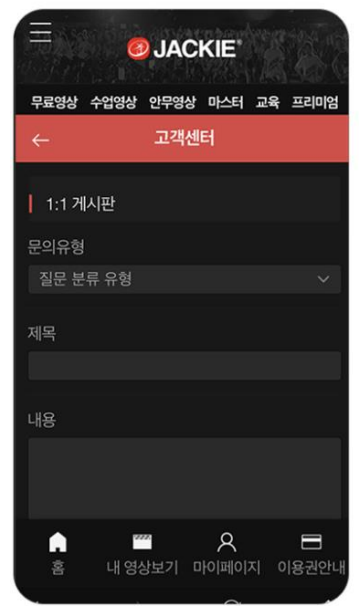 JACKIE
무료영상 수업영상 안무영상 마스터 교육 프리미엄
고객센터
1:1 게시판
문의유형
질문 분류 유형
제목
내용
홈 내 영상보기 마이페이지 이용권안내